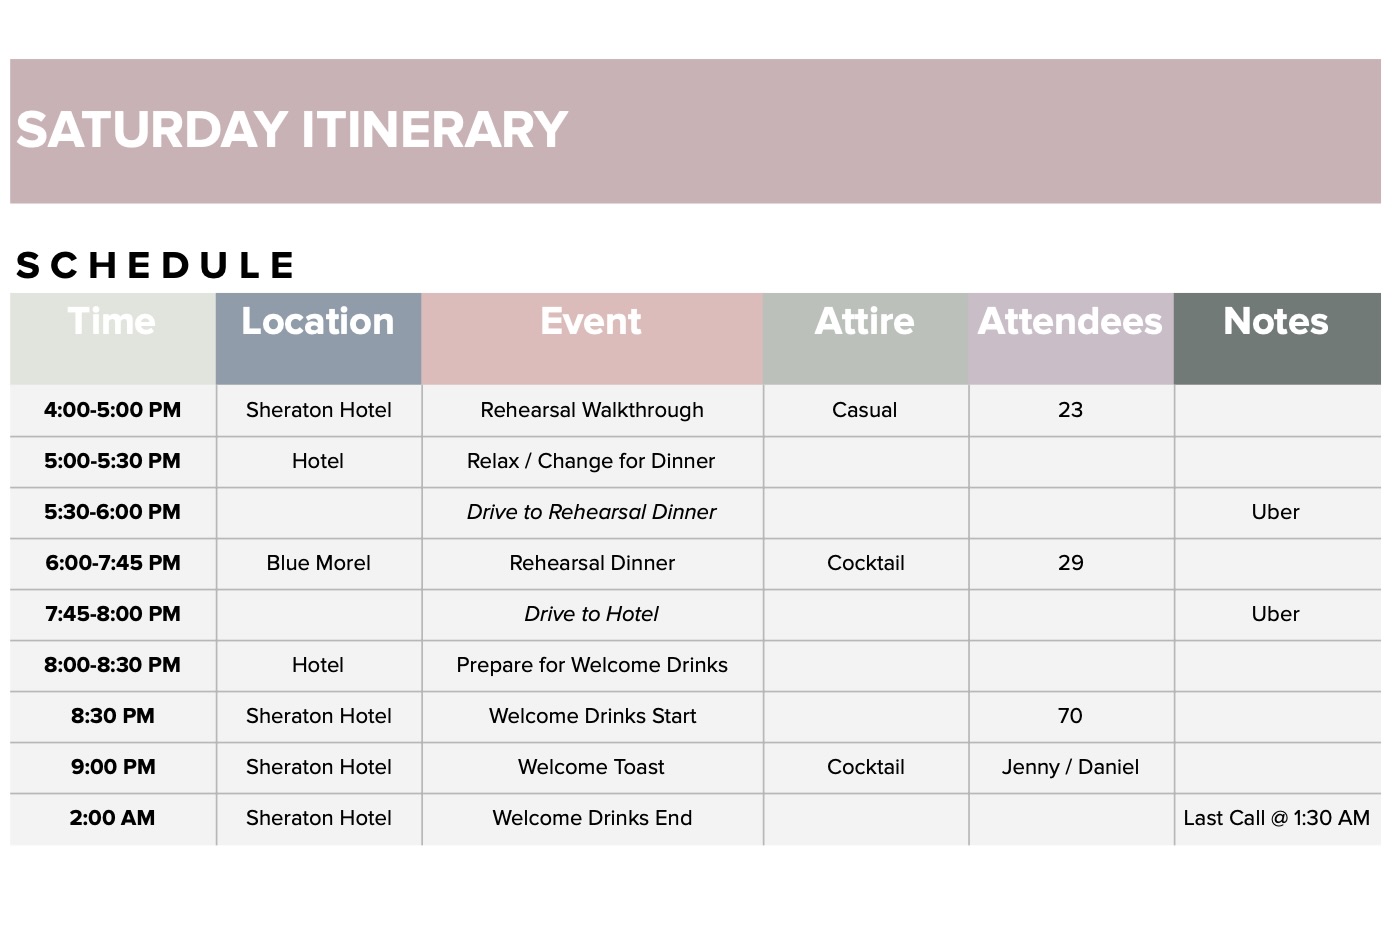 SATURDAY ITINERARY
SCHEDULE
Time Location Event Attire Attendees Notes
4:00-5:00 PM Sheraton Hotel Rehearsal Walkthrough Casual 23
5:00-5:30 PM Hotel Relax / Change for Dinner
5:30-6:00 PM Drive to Rehearsal Dinner Uber
6:00-7:45 PM Blue Morel Rehearsal Dinner Cocktail 29
7:45-8:00 PM Drive to Hotel Uber
8:00-8:30 PM Hotel Prepare for Welcome Drinks
8:30 PM Sheraton Hotel Welcome Drinks Start 70
9:00 PM Sheraton Hotel Welcome Toast Cocktail Jenny / Daniel
2:00 AM Sheraton Hotel Welcome Drinks End Last Call @ 1:30 AM